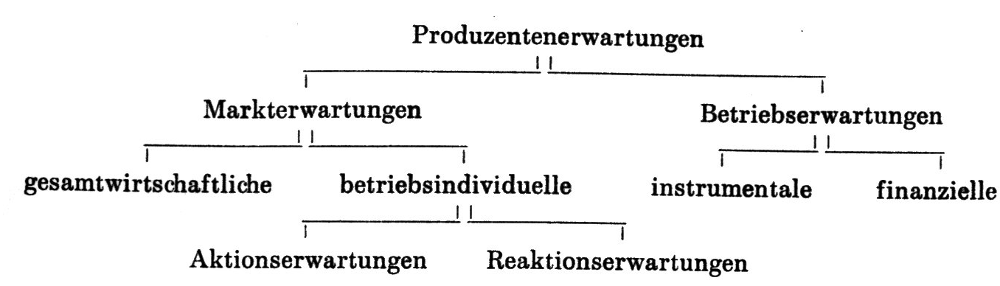 Produzentenerwartungen
Markterwartungen Betriebserwartungen
gesamtwirtschaftliche betriebsindividuelle instrumentale finanzielle
Aktionserwartungen Reaktionserwartungen